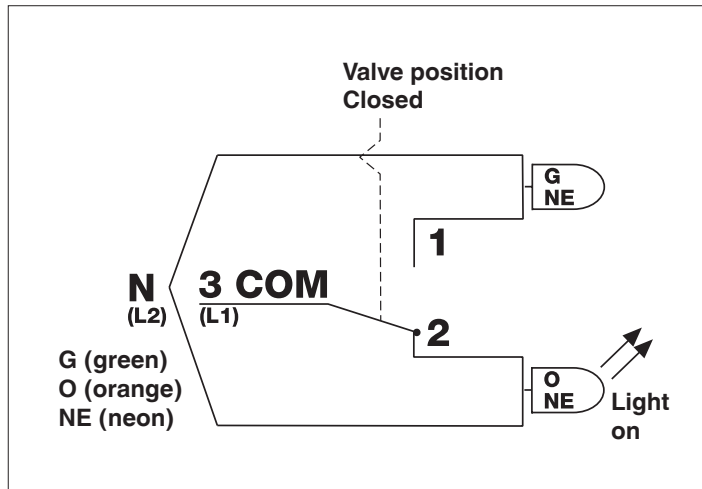 Valve position
Closed
G
NE
1
N
(L2)
3 COM
(L1)
2
G (green)
O (orange)
NE (neon)
O
NE
Light
on